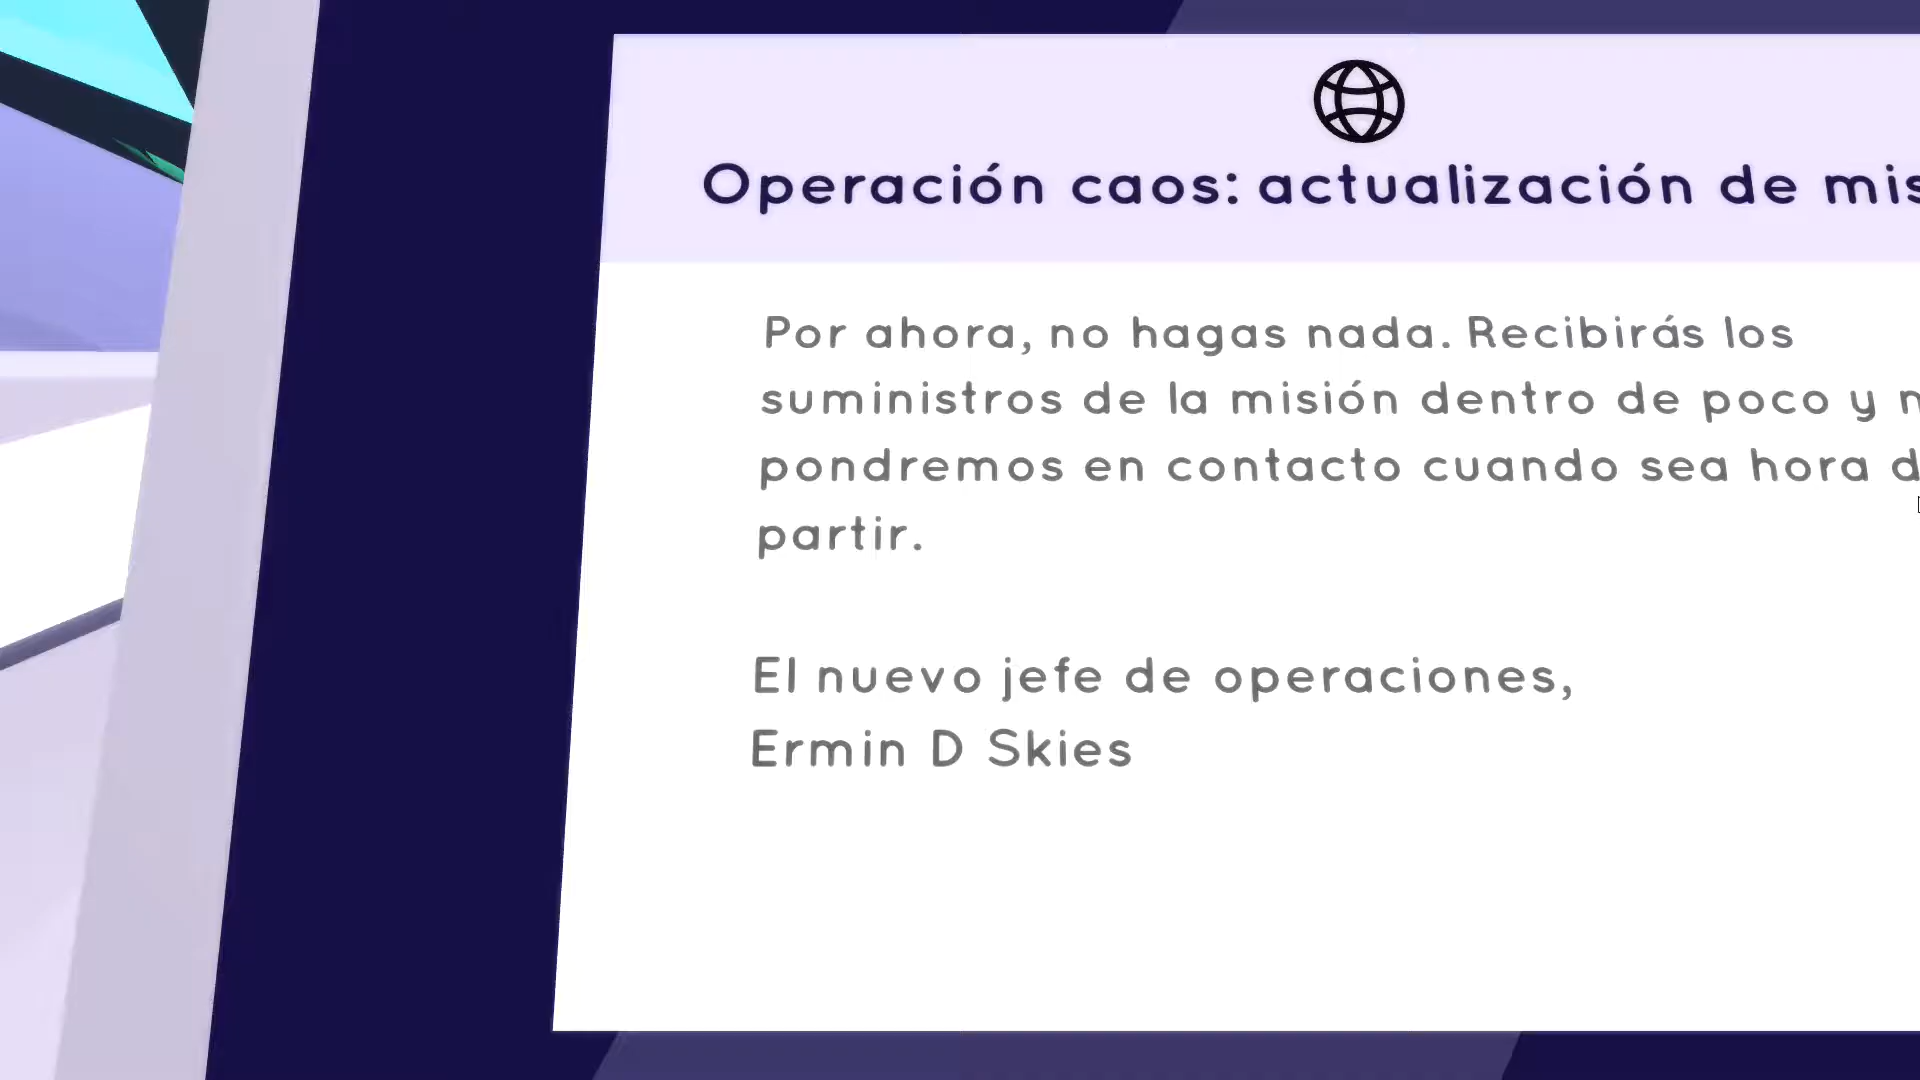 Operación caos: actualización de
Por ahora, no hagas nada. Recibirás los
suministros de la misión dentro de poco y
pondremos en contacto cuando sea hora
partir.
El nuevo jefe de operaciones,
Ermin D Skies